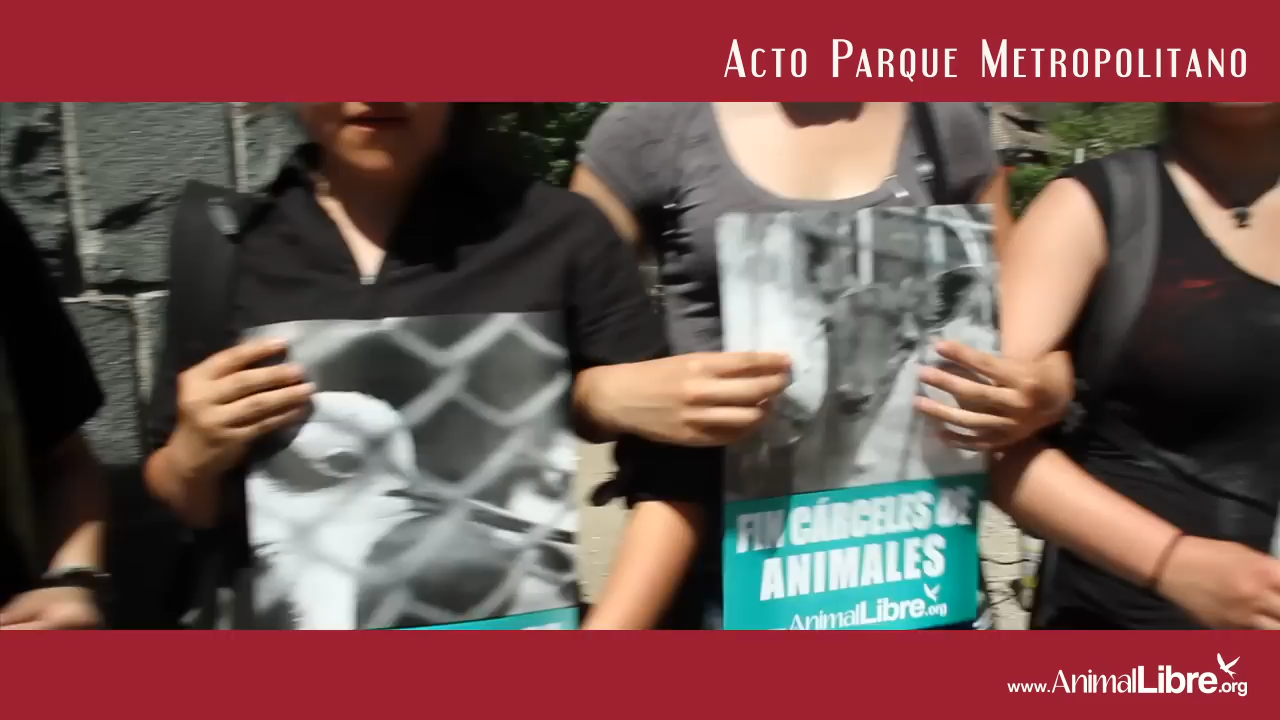 Acto Parque Metropolitano
FIN CÁRCELES DE
ANIMALES
AnimalLibre.org
www.AnimalLibre.org